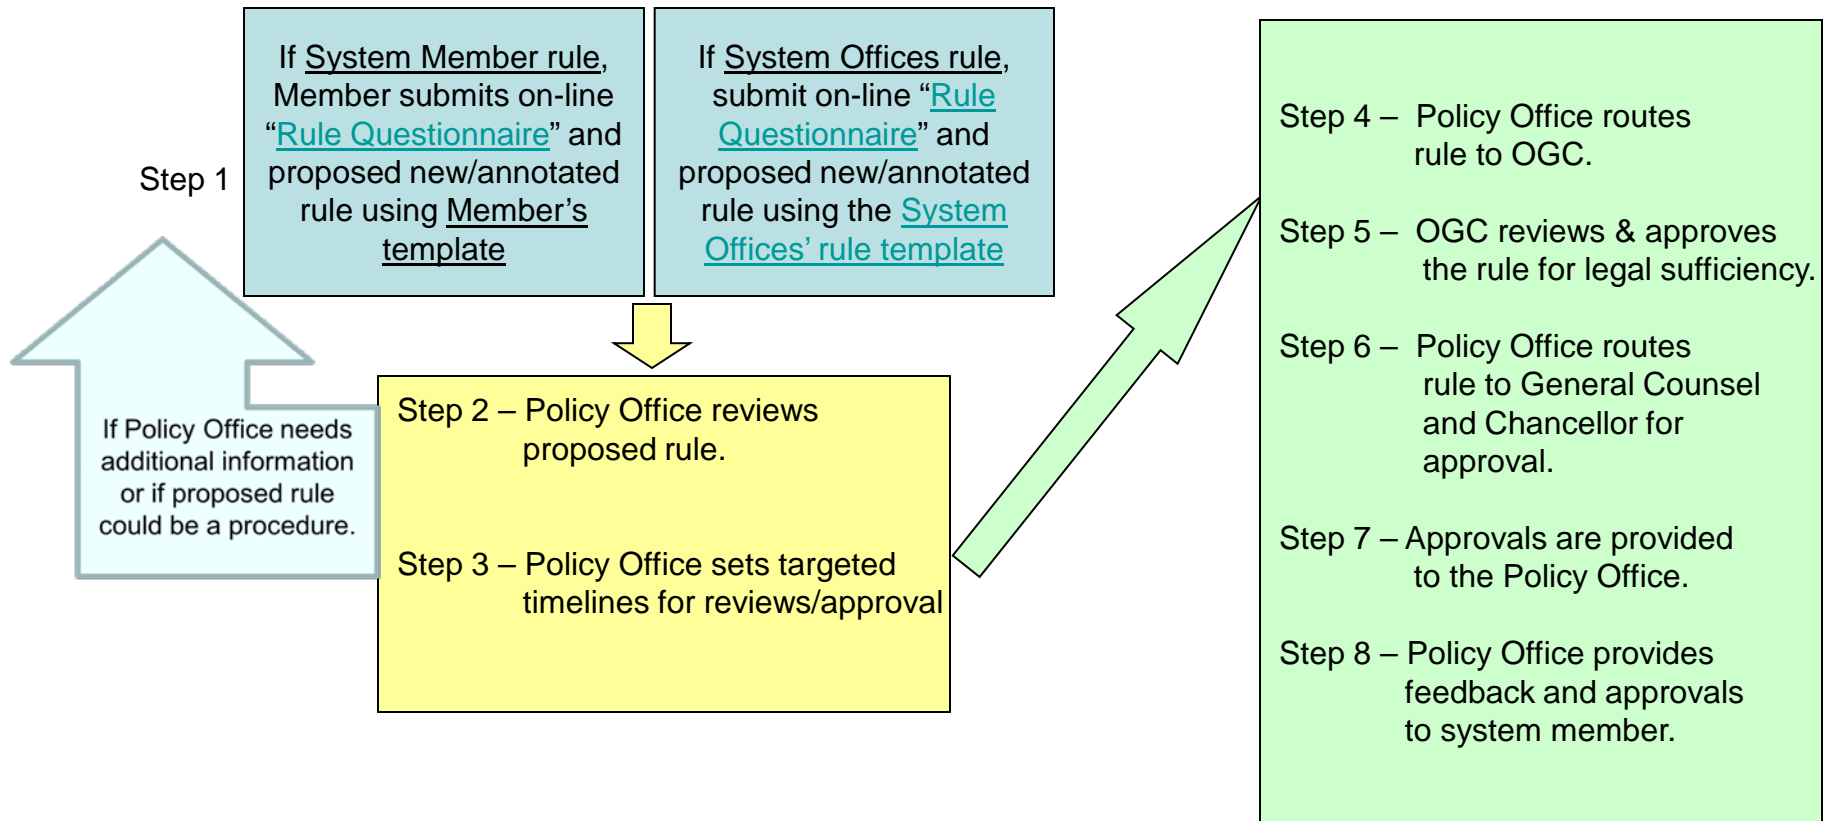 Step 1
If System Member rule,
Member submits on-line
“Rule Questionnaire” and
proposed new/annotated
rule using Member’s
template
If System Offices rule,
submit on-line “Rule
Questionnaire” and
proposed new/annotated
rule using the System
Offices’ rule template
If Policy Office needs
additional information
or if proposed rule
could be a procedure.
Step 2 – Policy Office reviews
proposed rule.
Step 3 – Policy Office sets targeted
timelines for reviews/approval
Step 4 – Policy Office routes
rule to OGC.
Step 5 – OGC reviews & approves
the rule for legal sufficiency.
Step 6 – Policy Office routes
rule to General Counsel
and Chancellor for
approval.
Step 7 – Approvals are provided
to the Policy Office.
Step 8 – Policy Office provides
feedback and approvals
to system member.